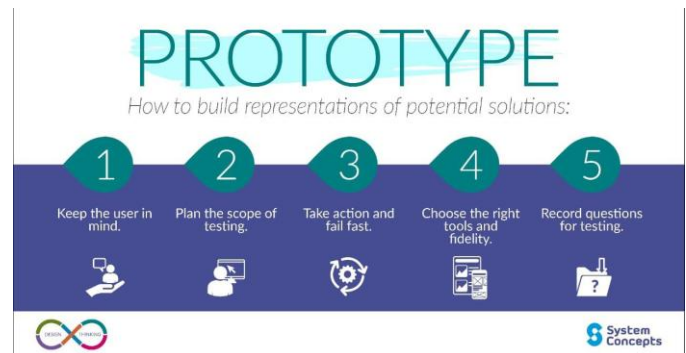 PROTOTYPE
How to build representations of potential solutions:
1
Keep the user in
mind.
2
Plan the scope of
testing.
3
Take action and
fail fast.
4
Choose the right
tools and
fidelity.
5
Record questions
for testing.
?
DESIGN THINKING
System
Concepts